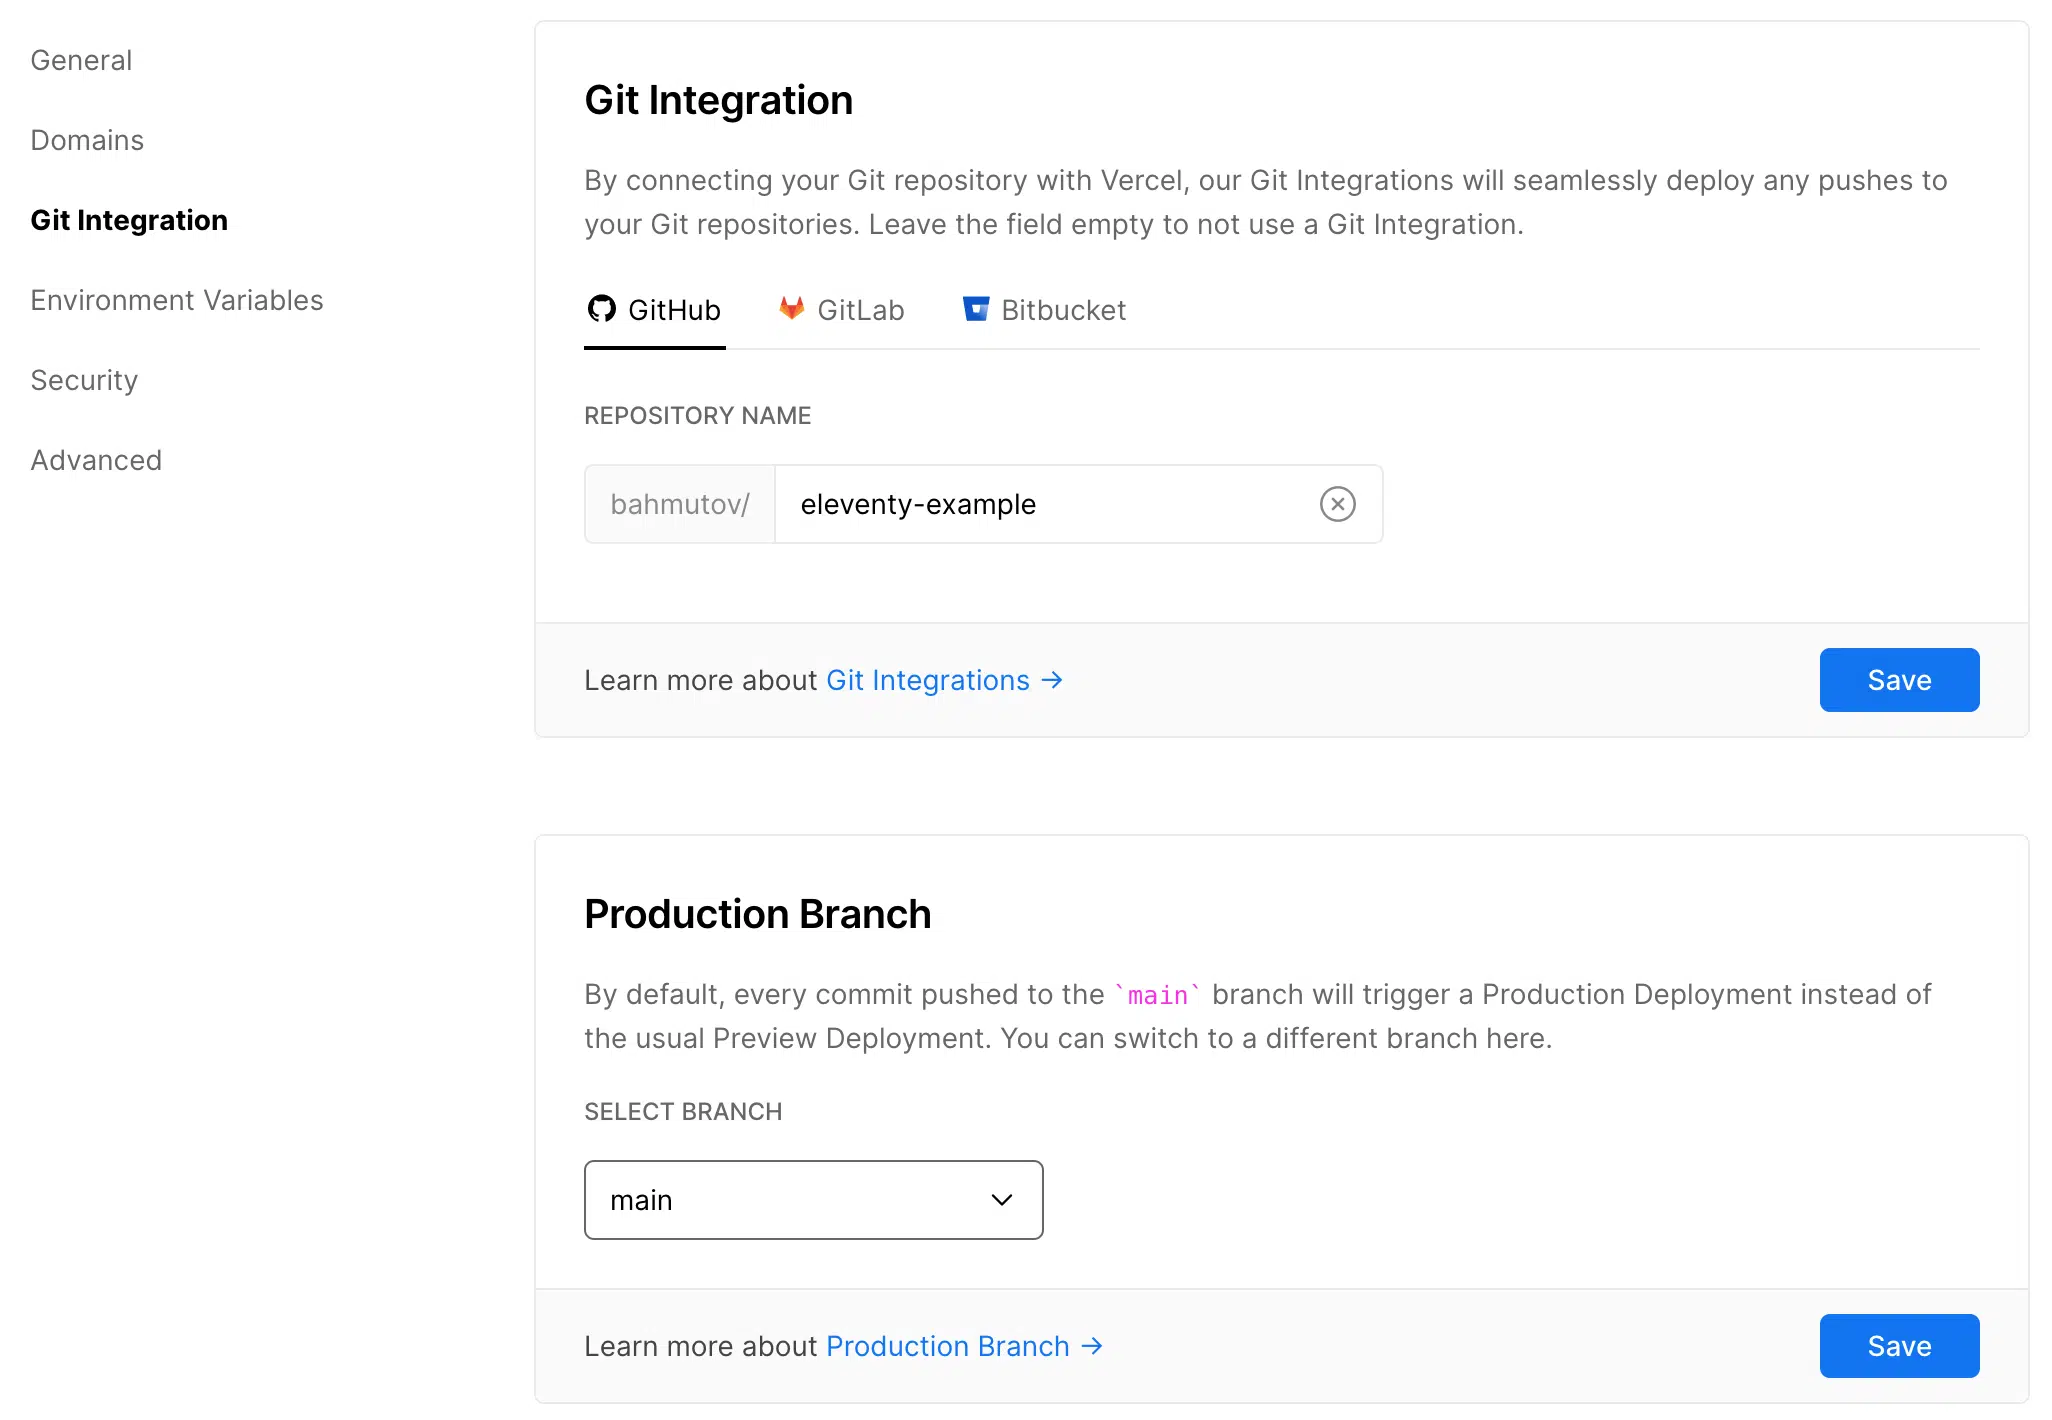 General
Domains
Git Integration
Environment Variables
Security
Advanced
Git Integration
By connecting your Git repository with Vercel, our Git Integrations will seamlessly deploy any pushes to
your Git repositories. Leave the field empty to not use a Git Integration.
GitHub GitLab Bitbucket
REPOSITORY NAME
bahmutov/ eleventy-example
Learn more about Git Integrations → Save
Production Branch
By default, every commit pushed to the `main` branch will trigger a Production Deployment instead of
the usual Preview Deployment. You can switch to a different branch here.
SELECT BRANCH
main
Learn more about Production Branch → Save